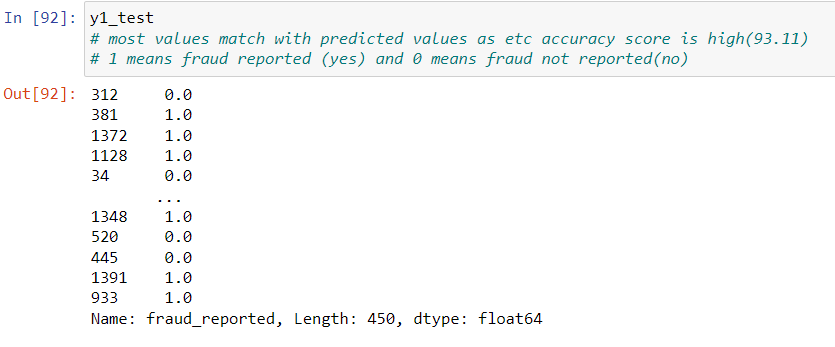 In [92]: y1_test
# most values match with predicted values as etc accuracy score is high(93.11)
# 1 means fraud reported (yes) and 0 means fraud not reported(no)
Out[92]: 312     0.0
381     1.0
1372    1.0
1128    1.0
34      0.0
...
1348    1.0
520     0.0
445     0.0
1391    1.0
933     1.0
Name: fraud_reported, Length: 450, dtype: float64